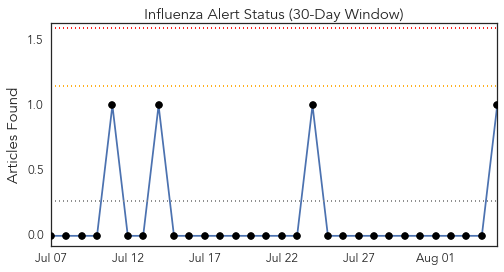 Influenza Alert Status (30-Day Window)
1.5
1.0
0.5
0.0
Articles Found
Jul 07
Jul 12
Jul 17
Jul 22
Jul 27
Aug 01